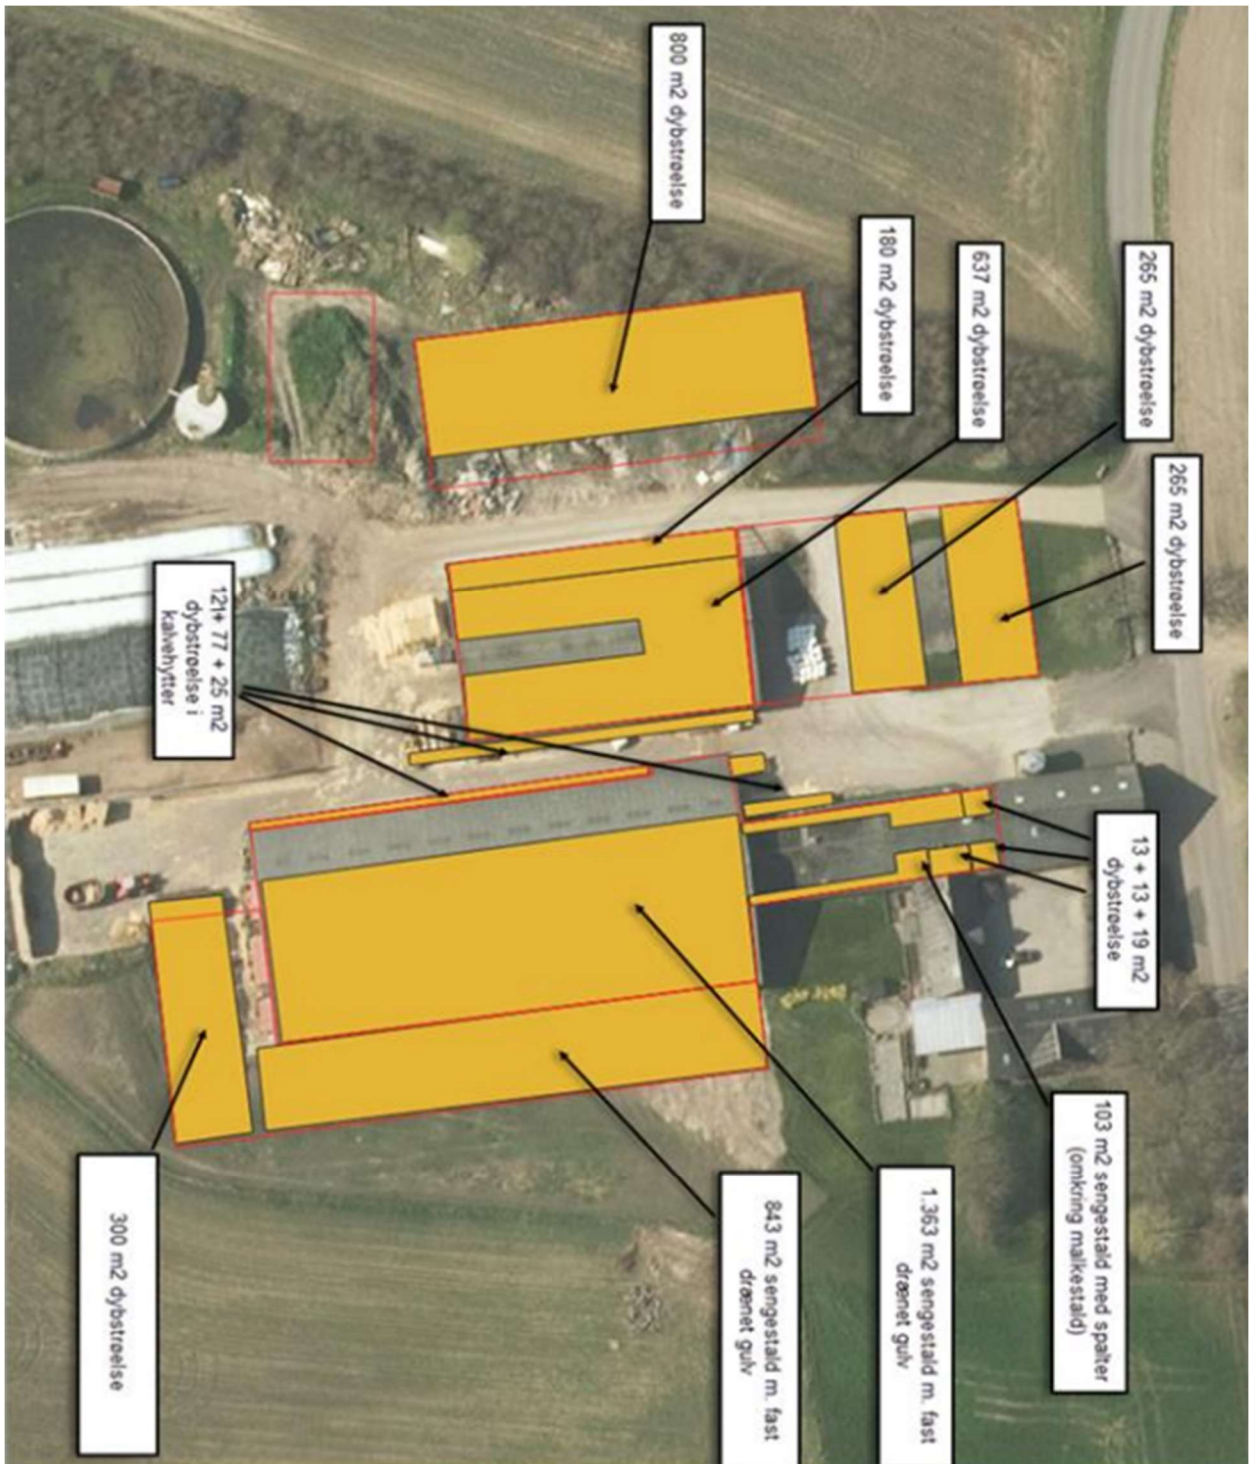 265 m2 dybstrøelse
265 m2 dybstrøelse
13 + 13 + 19 m2
dybstrøelse
103 m2 sengestald med spalter
(omkring malkestald)
637 m2 dybstrøelse
180 m2 dybstrøelse
1.363 m2 sengestald m. fast
drænet gulv
843 m2 sengestald m. fast
drænet gulv
800 m2 dybstrøelse
121+ 77 + 25 m2
dybstrøelse i
kalvehytter
300 m2 dybstrøelse